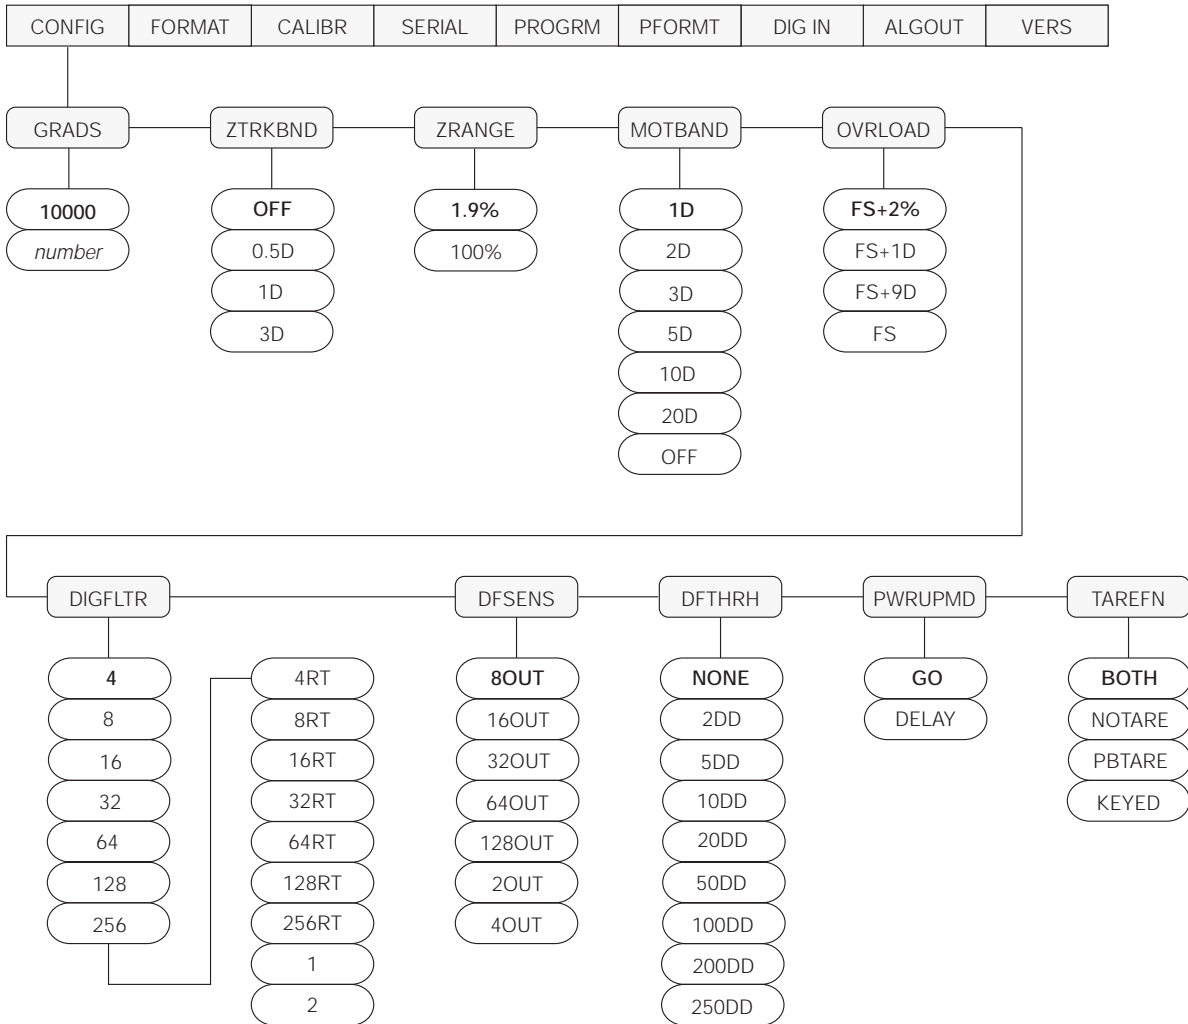 CONFIG FORMAT CALIBR SERIAL PROGRM PFORMT DIG IN ALGOUT VERS
GRADS ZTRKBND ZRANGE MOTBAND OVRLOAD
10000 OFF 1.9% 1D FS+2%
number 0.5D 100% 2D FS+1D
1D 3D FS+9D
3D 5D FS
10D
20D
OFF
DIGFLTR DFSENS DFTHRH PWRUPMD TAREFN
4 4RT 8OUT NONE GO BOTH
8 8RT 16OUT 2DD DELAY NOTARE
16 16RT 32OUT 5DD PBTARE
32 32RT 64OUT 10DD KEYED
64 64RT 128OUT 20DD
128 128RT 2OUT 50DD
256 256RT 4OUT 100DD
1 200DD
2 250DD